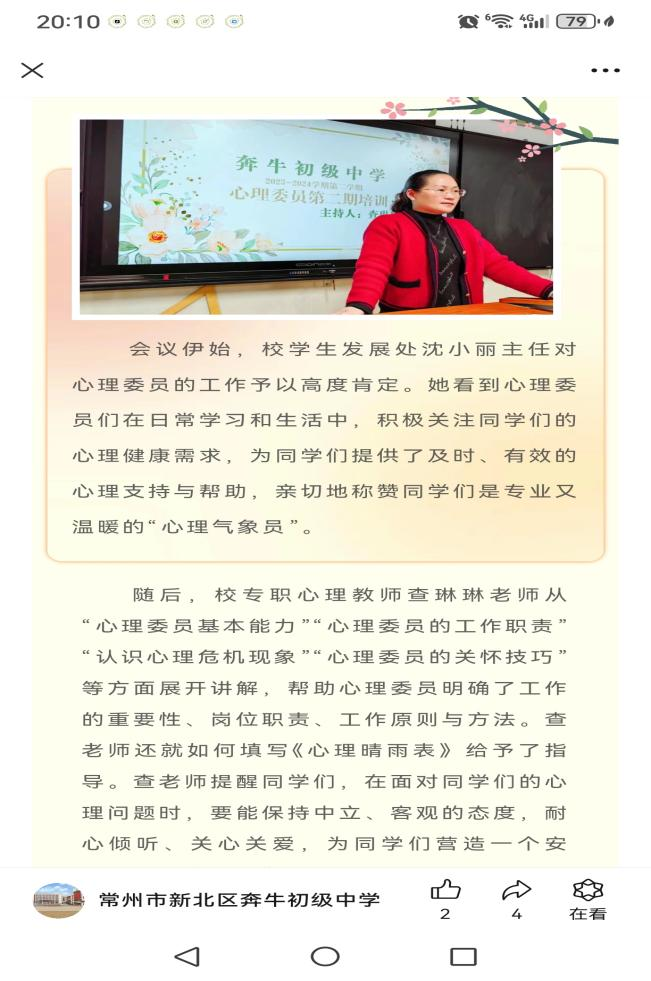 20:10
4G
79
奔牛初级中学
2023-2024学期第二学期
心理委员第二期培训
主持人：查
会议伊始，校学生发展处沈小丽主任对
心理委员的工作予以高度肯定。她看到心理委
员们在日常学习和生活中，积极关注同学们的
心理健康需求，为同学们提供了及时、有效的
心理支持与帮助，亲切地称赞同学们是专业又
温暖的“心理气象员”。
随后，校专职心理教师查琳琳老师从
“心理委员基本能力”“心理委员的工作职责”
“认识心理危机现象”“心理委员的关怀技巧”
等方面展开讲解，帮助心理委员明确了工作
的重要性、岗位职责、工作原则与方法。查
老师还就如何填写《心理晴雨表》给予了指
导。查老师提醒同学们，在面对同学们的心
理问题时，要能保持中立、客观的态度，耐
心倾听、关心关爱，为同学们营造一个安
常州市新北区奔牛初级中学
2
4
在看